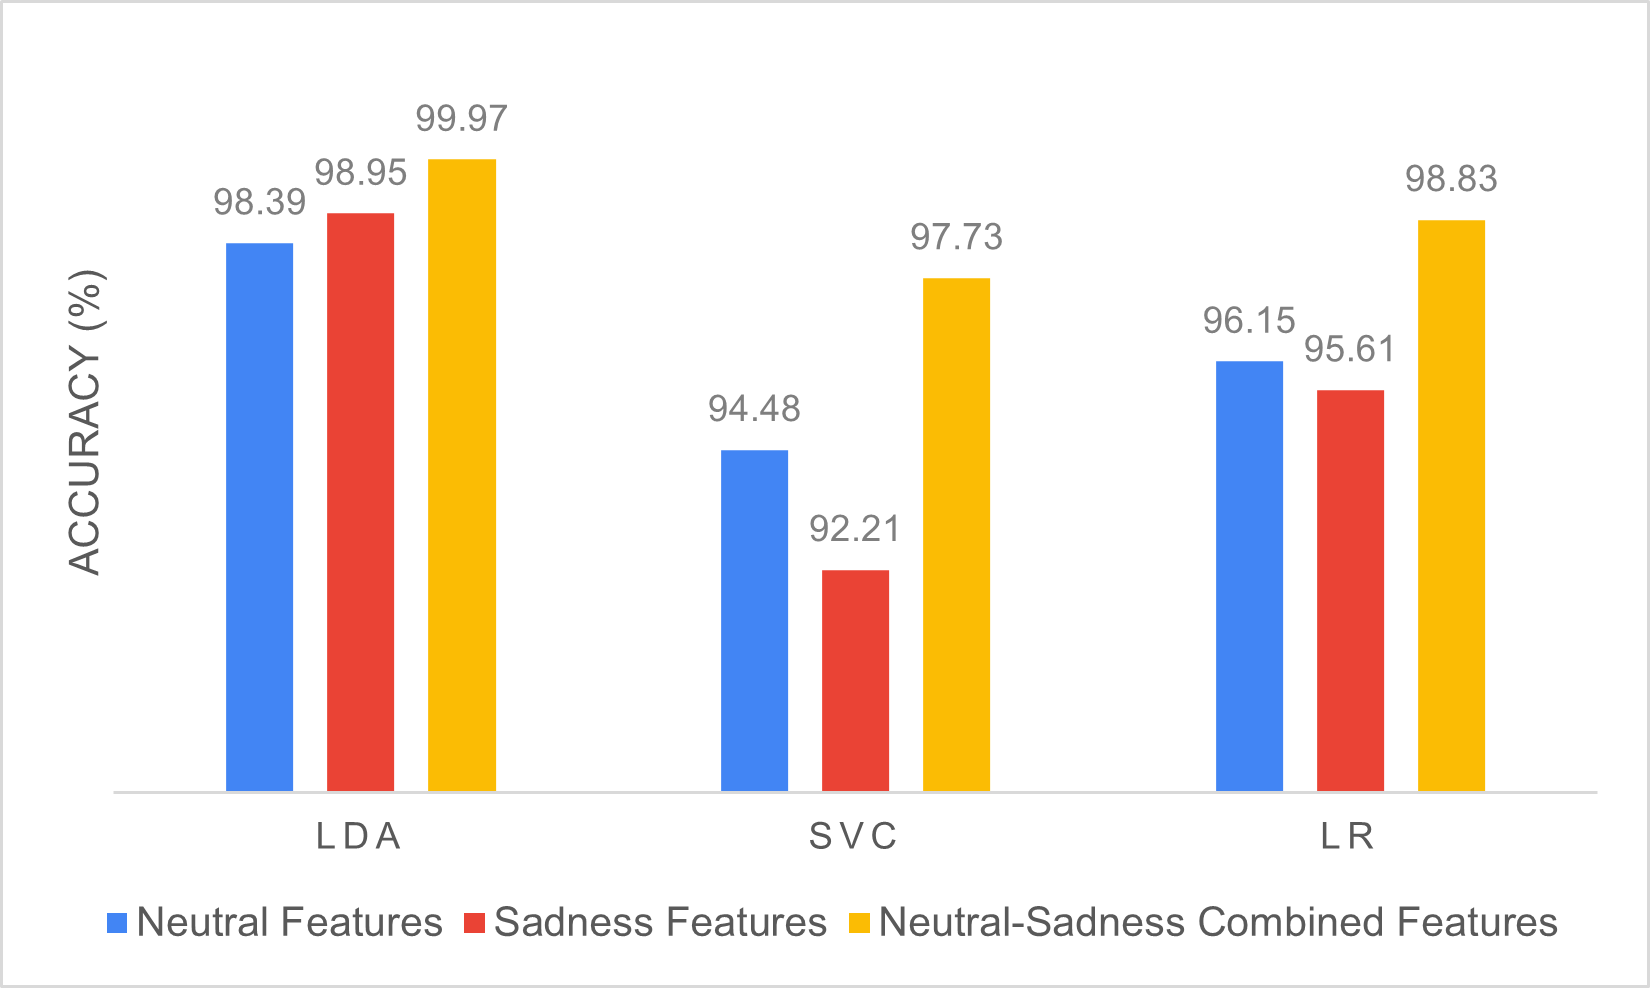 99.97
98.95
98.39
98.83
97.73
96.15
95.61
94.48
92.21
ACCURACY (%)
LDA
SVC
LR
Neutral Features
Sadness Features
Neutral-Sadness Combined Features